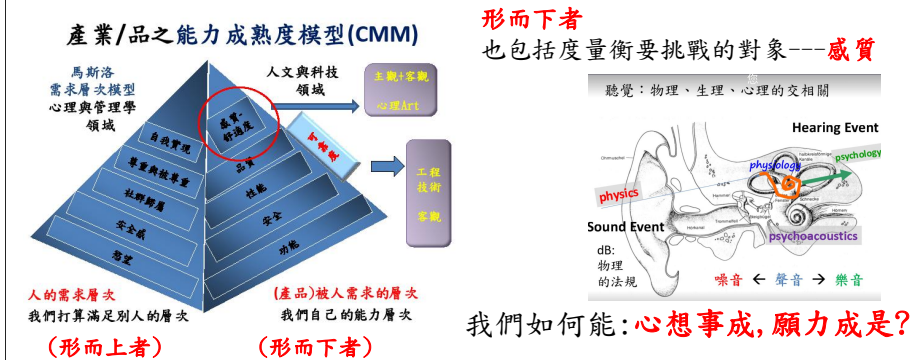 產業/品之能力成熟度模型(CMM)
馬斯洛
需求層次模型
心理與管理學
領域
人文與科技
領域
主觀+客觀
心理Art
自我實現
尊重與被尊重
社群歸屬
安全感
慾望
感質-
舒適度
品質
性能
安全
功能
可靠度
工程
技術
客觀
人的需求層次
我們打算滿足別人的層次
(形而上者)
(產品)被人需求的層次
我們自己的能力層次
(形而下者)
形而下者
也包括度量衡要挑戰的對象---感質
您
聽覺:物理、生理、心理的交相關
Hearing Event
physiology
psychology
physics
Sound Event
psychoacoustics
dB:
物理
的法規
噪音 ← 聲音 → 樂音
我們如何能:心想事成,願力成是?